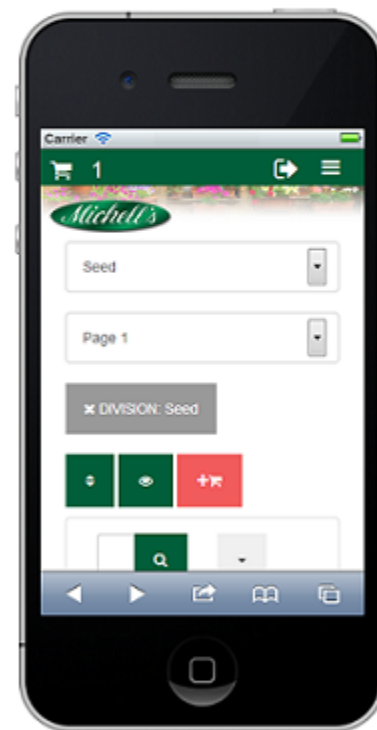 Carrier
1
Michell's
Seed
Page 1
× DIVISION: Seed